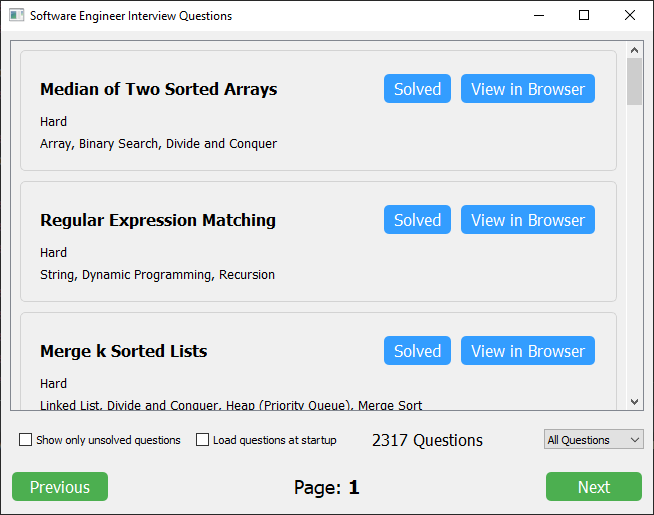 Software Engineer Interview Questions
Median of Two Sorted Arrays Solved View in Browser
Hard
Array, Binary Search, Divide and Conquer
Regular Expression Matching Solved View in Browser
Hard
String, Dynamic Programming, Recursion
Merge k Sorted Lists Solved View in Browser
Hard
Linked List, Divide and Conquer, Heap (Priority Queue), Merge Sort
Show only unsolved questions Load questions at startup 2317 Questions All Questions
Previous Page: 1 Next